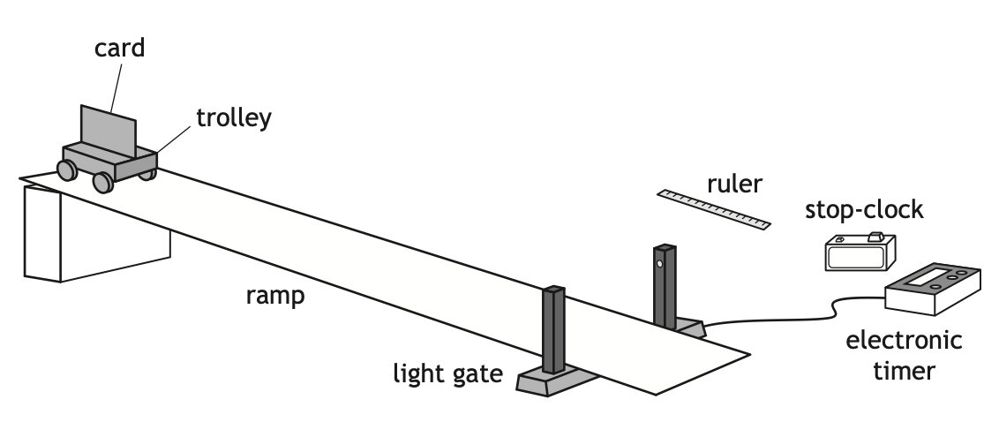 card
trolley
ruler
stop-clock
ramp
electronic
timer
light gate